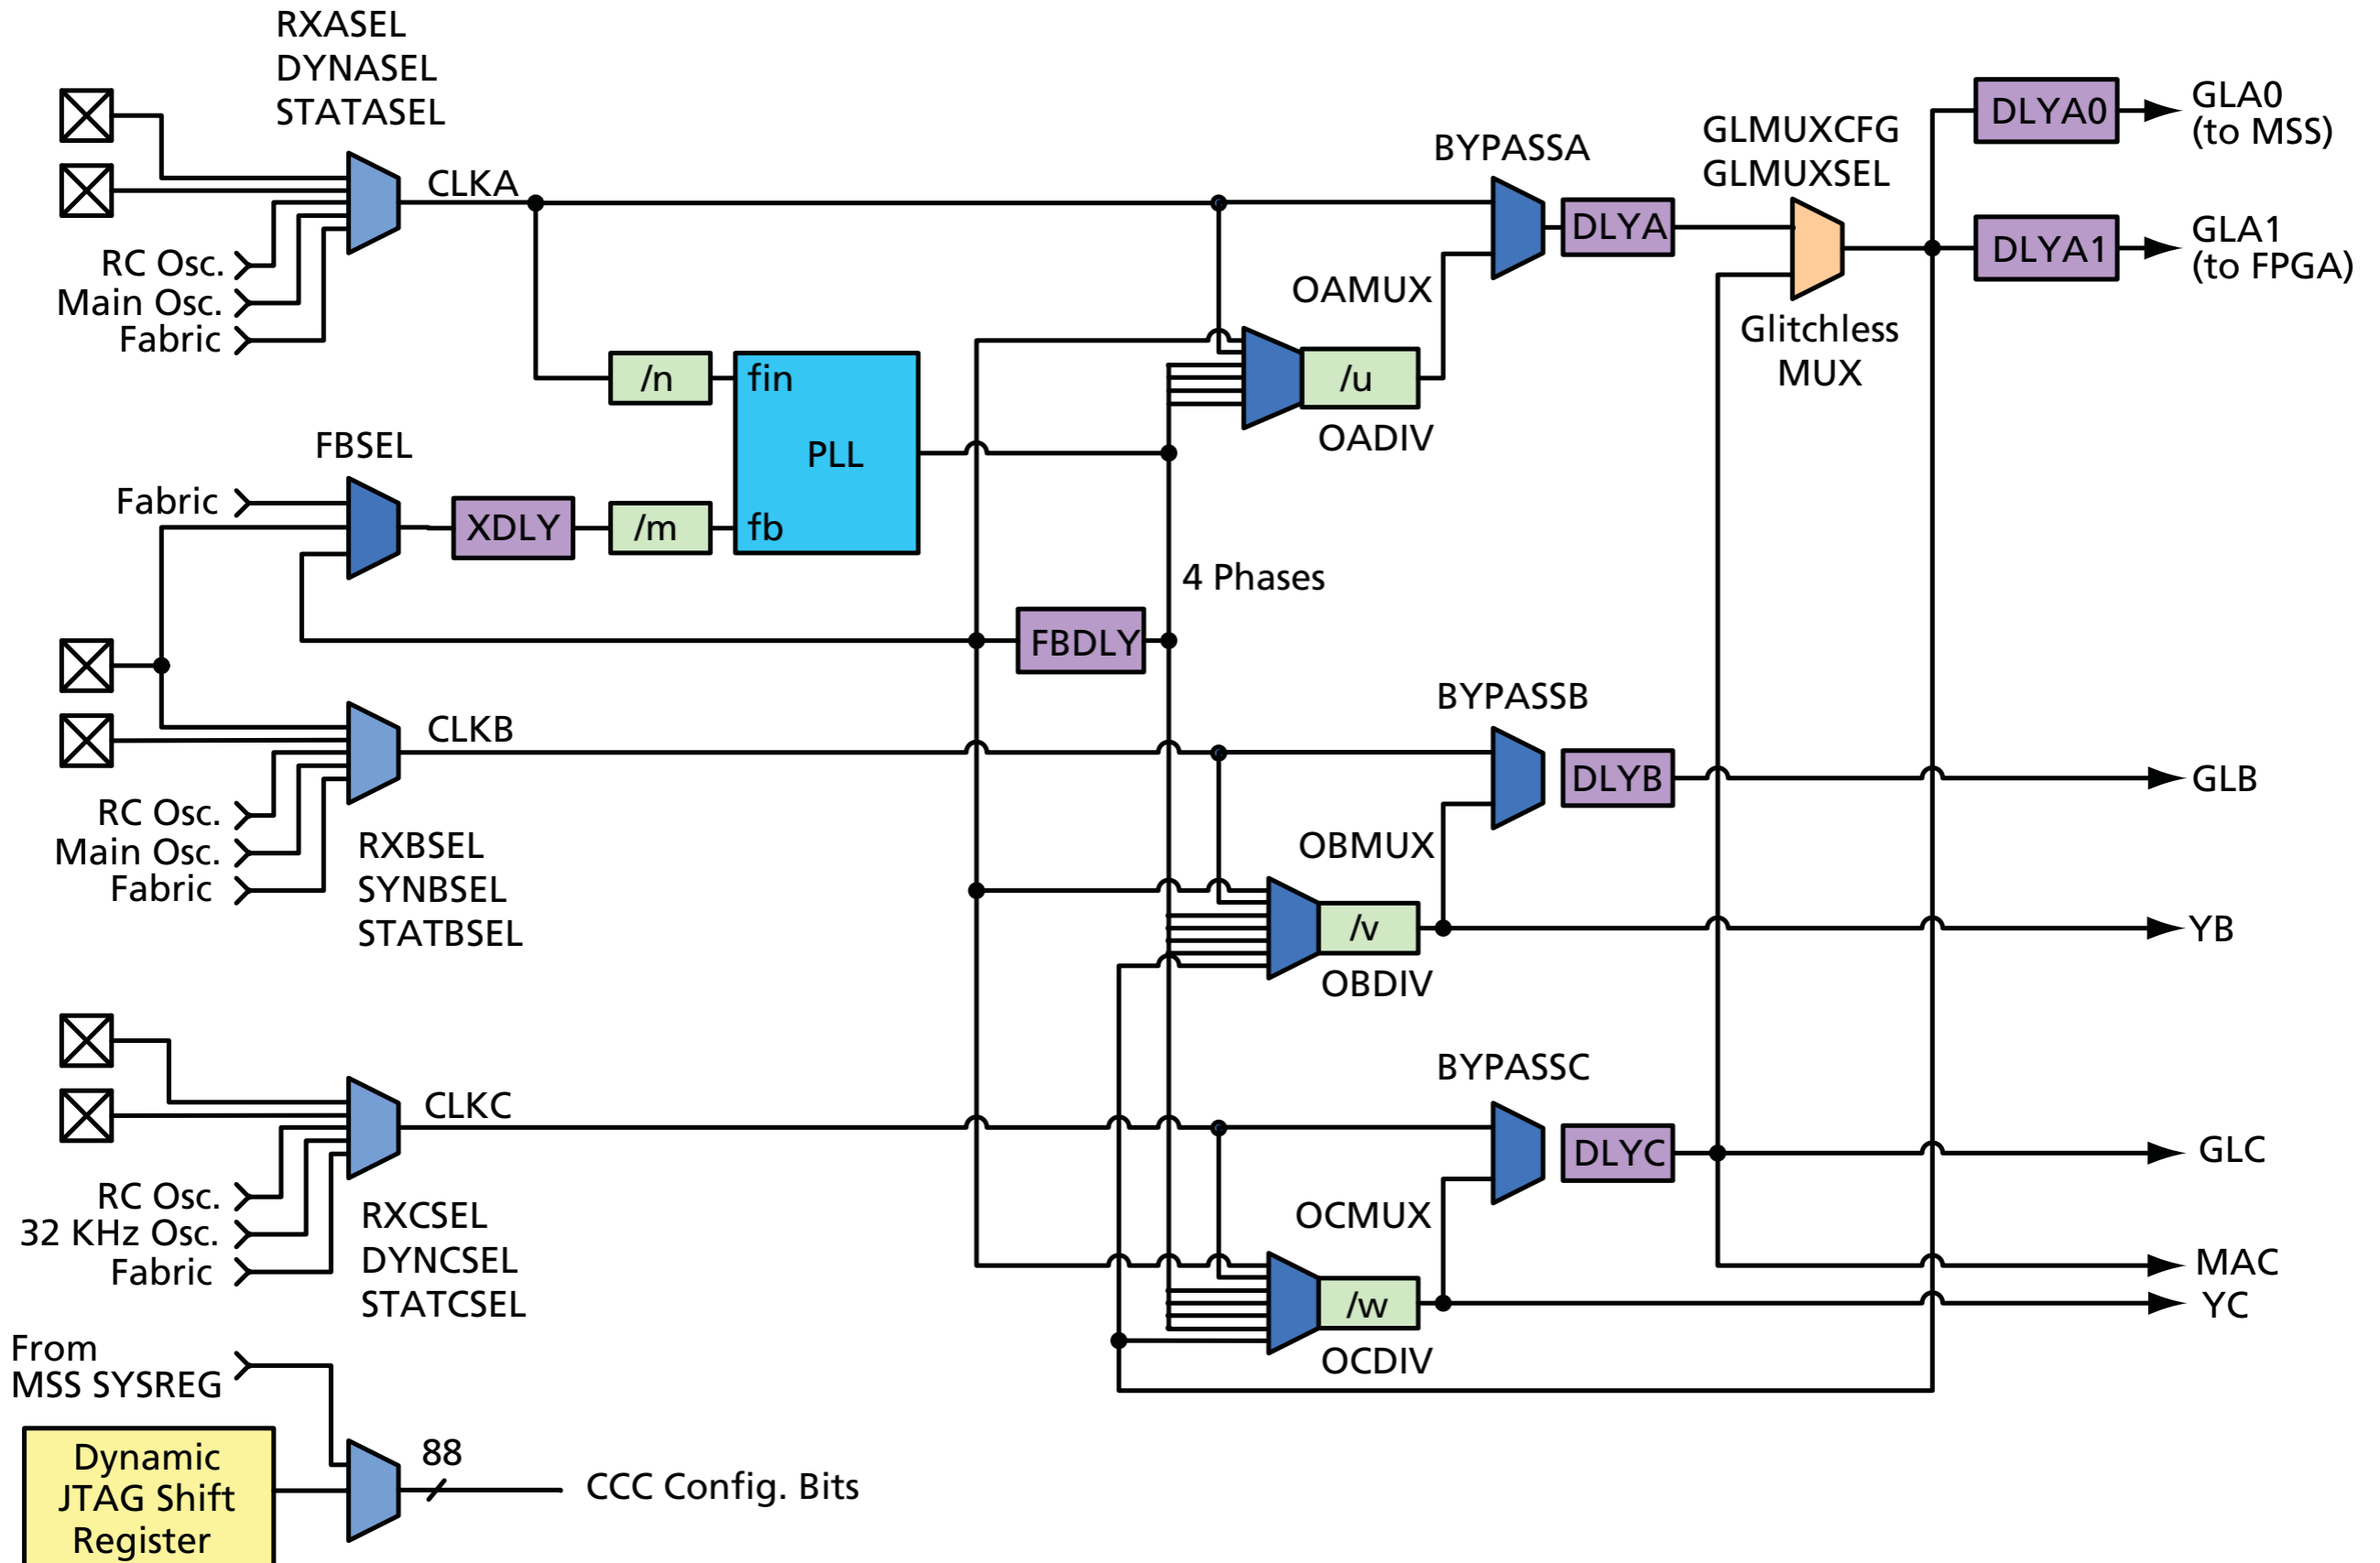 RXASEL
DYNASEL
STATASEL
CLKA
RC Osc.
Main Osc.
Fabric
/n
fin
PLL
fb
FBSEL
Fabric
XDLY
/m
BYPASSA
DLYA
OAMUX
/u
OADIV
GLMUXCFG
GLMUXSEL
Glitchless
MUX
DLYA0
GLA0
(to MSS)
DLYA1
GLA1
(to FPGA)
4 Phases
FBDLY
CLKB
RC Osc.
Main Osc.
Fabric
RXBSEL
SYNBSEL
STATBSEL
BYPASSB
DLYB
GLB
OBMUX
/v
OBDIV
YB
CLKC
RC Osc.
32 KHz Osc.
Fabric
RXCSEL
DYNCSEL
STATCSEL
BYPASSC
DLYC
GLC
OCMUX
/w
OCDIV
MAC
YC
From
MSS SYSREG
Dynamic
JTAG Shift
Register
88
CCC Config. Bits